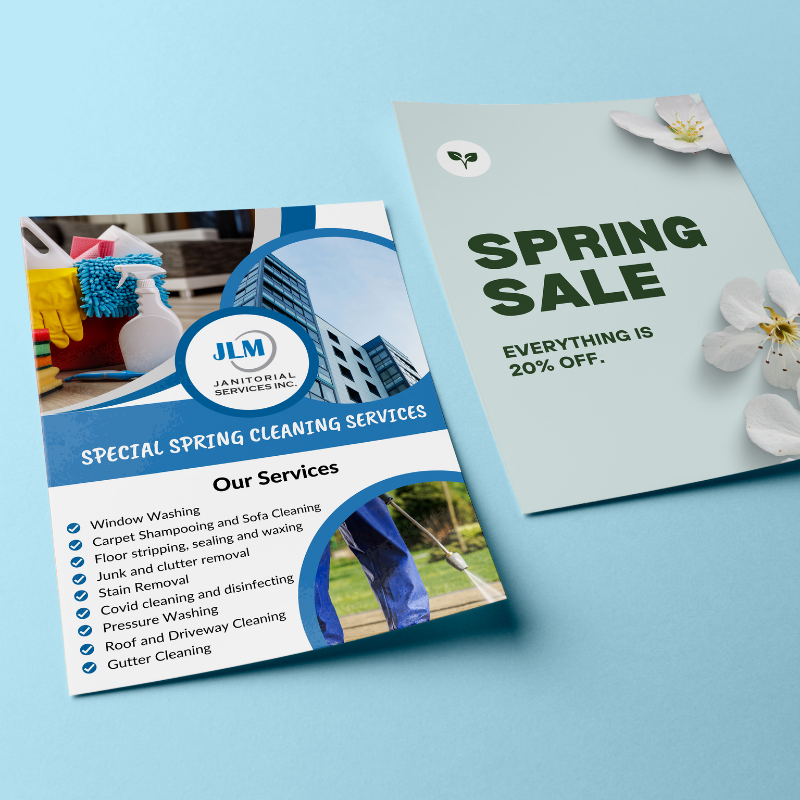 JLM
JANITORIAL
SERVICES INC.
SPECIAL SPRING CLEANING SERVICES
Our Services
Window Washing
Carpet Shampooing and Sofa Cleaning
Floor stripping, sealing and waxing
Junk and clutter removal
Stain Removal
Covid cleaning and disinfecting
Pressure Washing
Roof and Driveway Cleaning
Gutter Cleaning
SPRING
SALE
EVERYTHING IS
20% OFF.